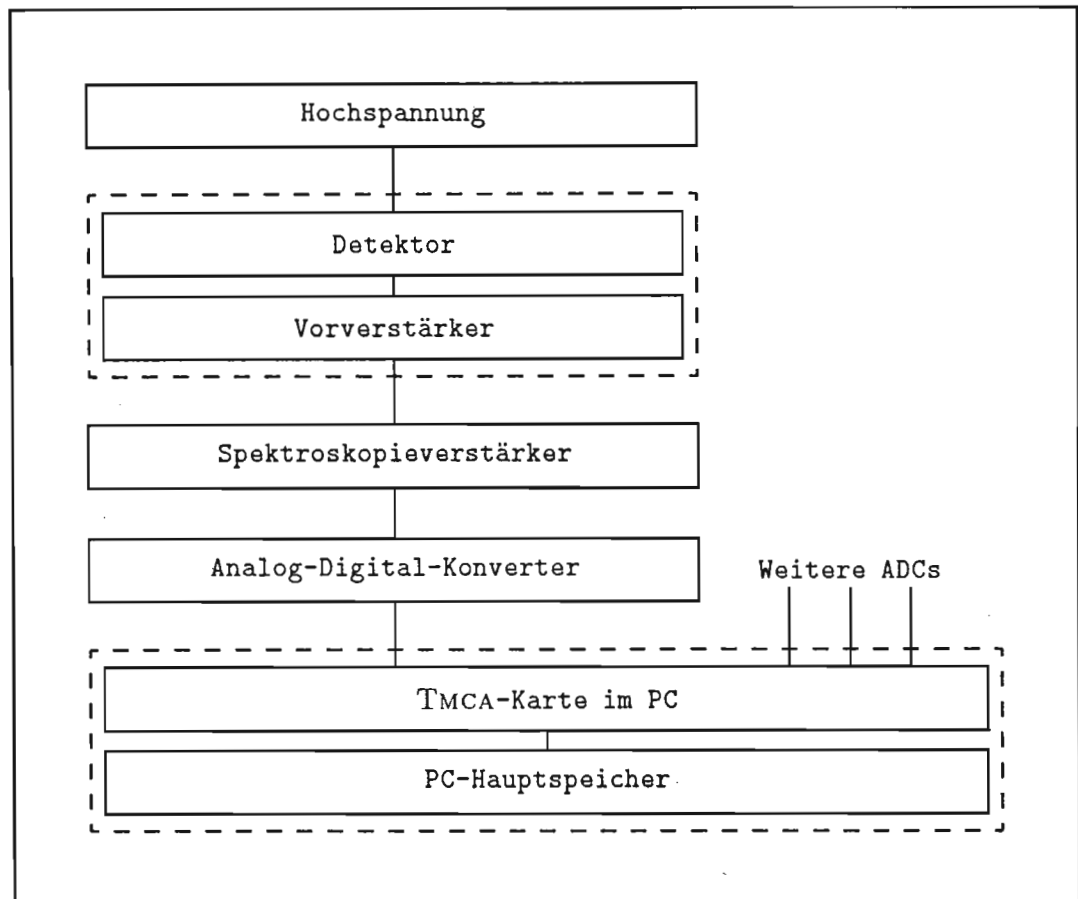 Hochspannung
Detektor
Vorverstärker
Spektroskopieverstärker
Analog-Digital-Konverter
Weitere ADCs
TMCA-Karte im PC
PC-Hauptspeicher